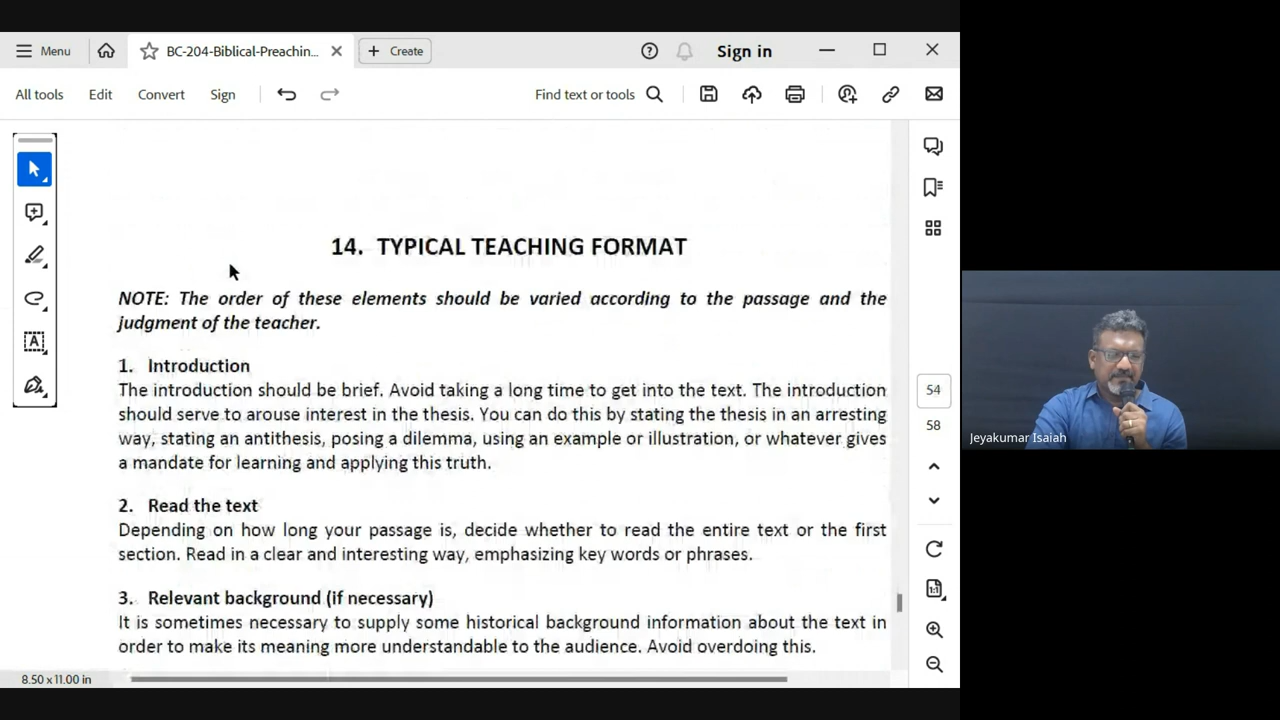 Menu
BC-204-Biblical-Preachin...
Create
Sign in
All tools
Edit
Convert
Sign
Find text or tools
14. TYPICAL TEACHING FORMAT
NOTE: The order of these elements should be varied according to the passage and the
judgment of the teacher.
1. Introduction
The introduction should be brief. Avoid taking a long time to get into the text. The introduction
should serve to arouse interest in the thesis. You can do this by stating the thesis in an arresting
way, stating an antithesis, posing a dilemma, using an example or illustration, or whatever gives
a mandate for learning and applying this truth.
2. Read the text
Depending on how long your passage is, decide whether to read the entire text or the first
section. Read in a clear and interesting way, emphasizing key words or phrases.
3. Relevant background (if necessary)
It is sometimes necessary to supply some historical background information about the text in
order to make its meaning more understandable to the audience. Avoid overdoing this.
54
58
1:1
8.50 x 11.00 in
Jeyakumar Isaiah